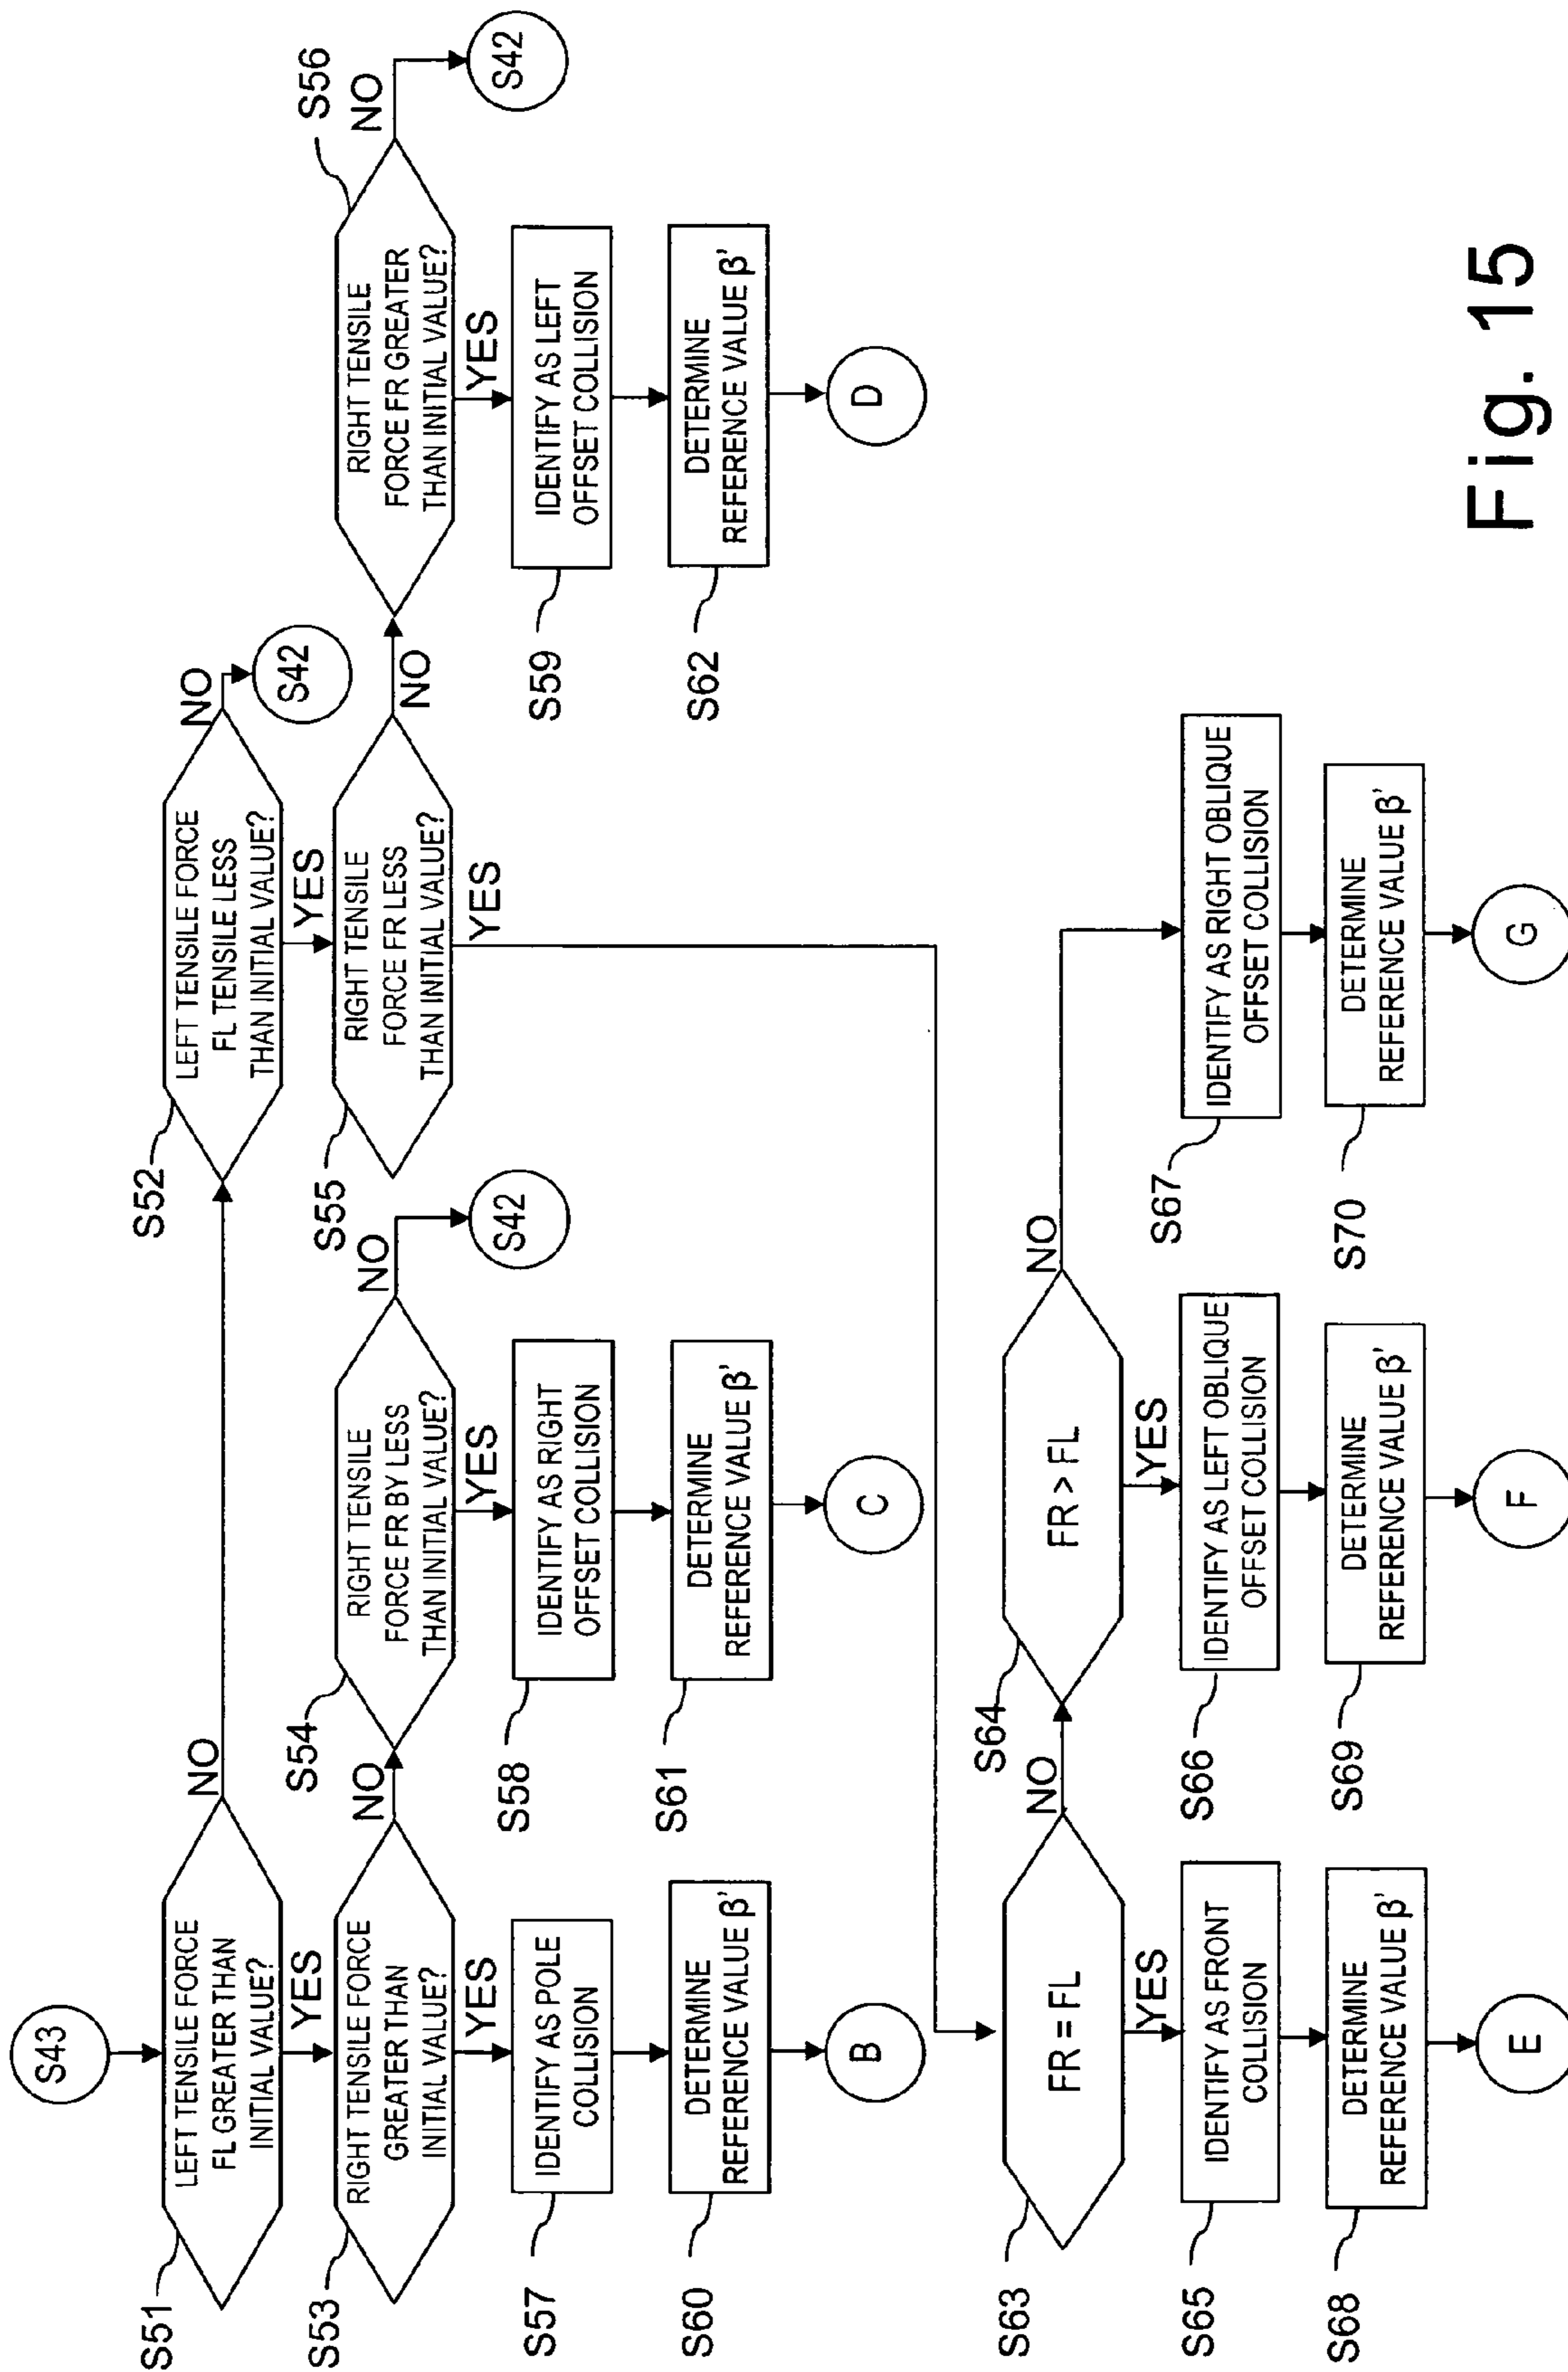 S43
S51
LEFT TENSILE FORCE
FL GREATER THAN
INITIAL VALUE?
NO
YES
S52
LEFT TENSILE FORCE
FL TENSILE LESS
THAN INITIAL VALUE?
NO
S42
YES
S53
RIGHT TENSILE FORCE
GREATER THAN
INITIAL VALUE?
NO
YES
S54
RIGHT TENSILE
FORCE FR BY LESS
THAN INITIAL VALUE?
NO
S42
YES
S55
RIGHT TENSILE
FORCE FR LESS
THAN INITIAL VALUE?
NO
YES
S56
RIGHT TENSILE
FORCE FR GREATER
THAN INITIAL VALUE?
NO
S42
YES
S57
IDENTIFY AS POLE
COLLISION
S58
IDENTIFY AS RIGHT
OFFSET COLLISION
S59
IDENTIFY AS LEFT
OFFSET COLLISION
S60
DETERMINE
REFERENCE VALUE β'
S61
DETERMINE
REFERENCE VALUE β'
S62
DETERMINE
REFERENCE VALUE β'
B
C
D
S63
FR = FL
NO
YES
S64
FR > FL
NO
YES
S65
IDENTIFY AS FRONT
COLLISION
S66
IDENTIFY AS LEFT OBLIQUE
OFFSET COLLISION
S67
IDENTIFY AS RIGHT OBLIQUE
OFFSET COLLISION
S68
DETERMINE
REFERENCE VALUE β'
S69
DETERMINE
REFERENCE VALUE β'
S70
DETERMINE
REFERENCE VALUE β'
E
F
G
Fig. 15